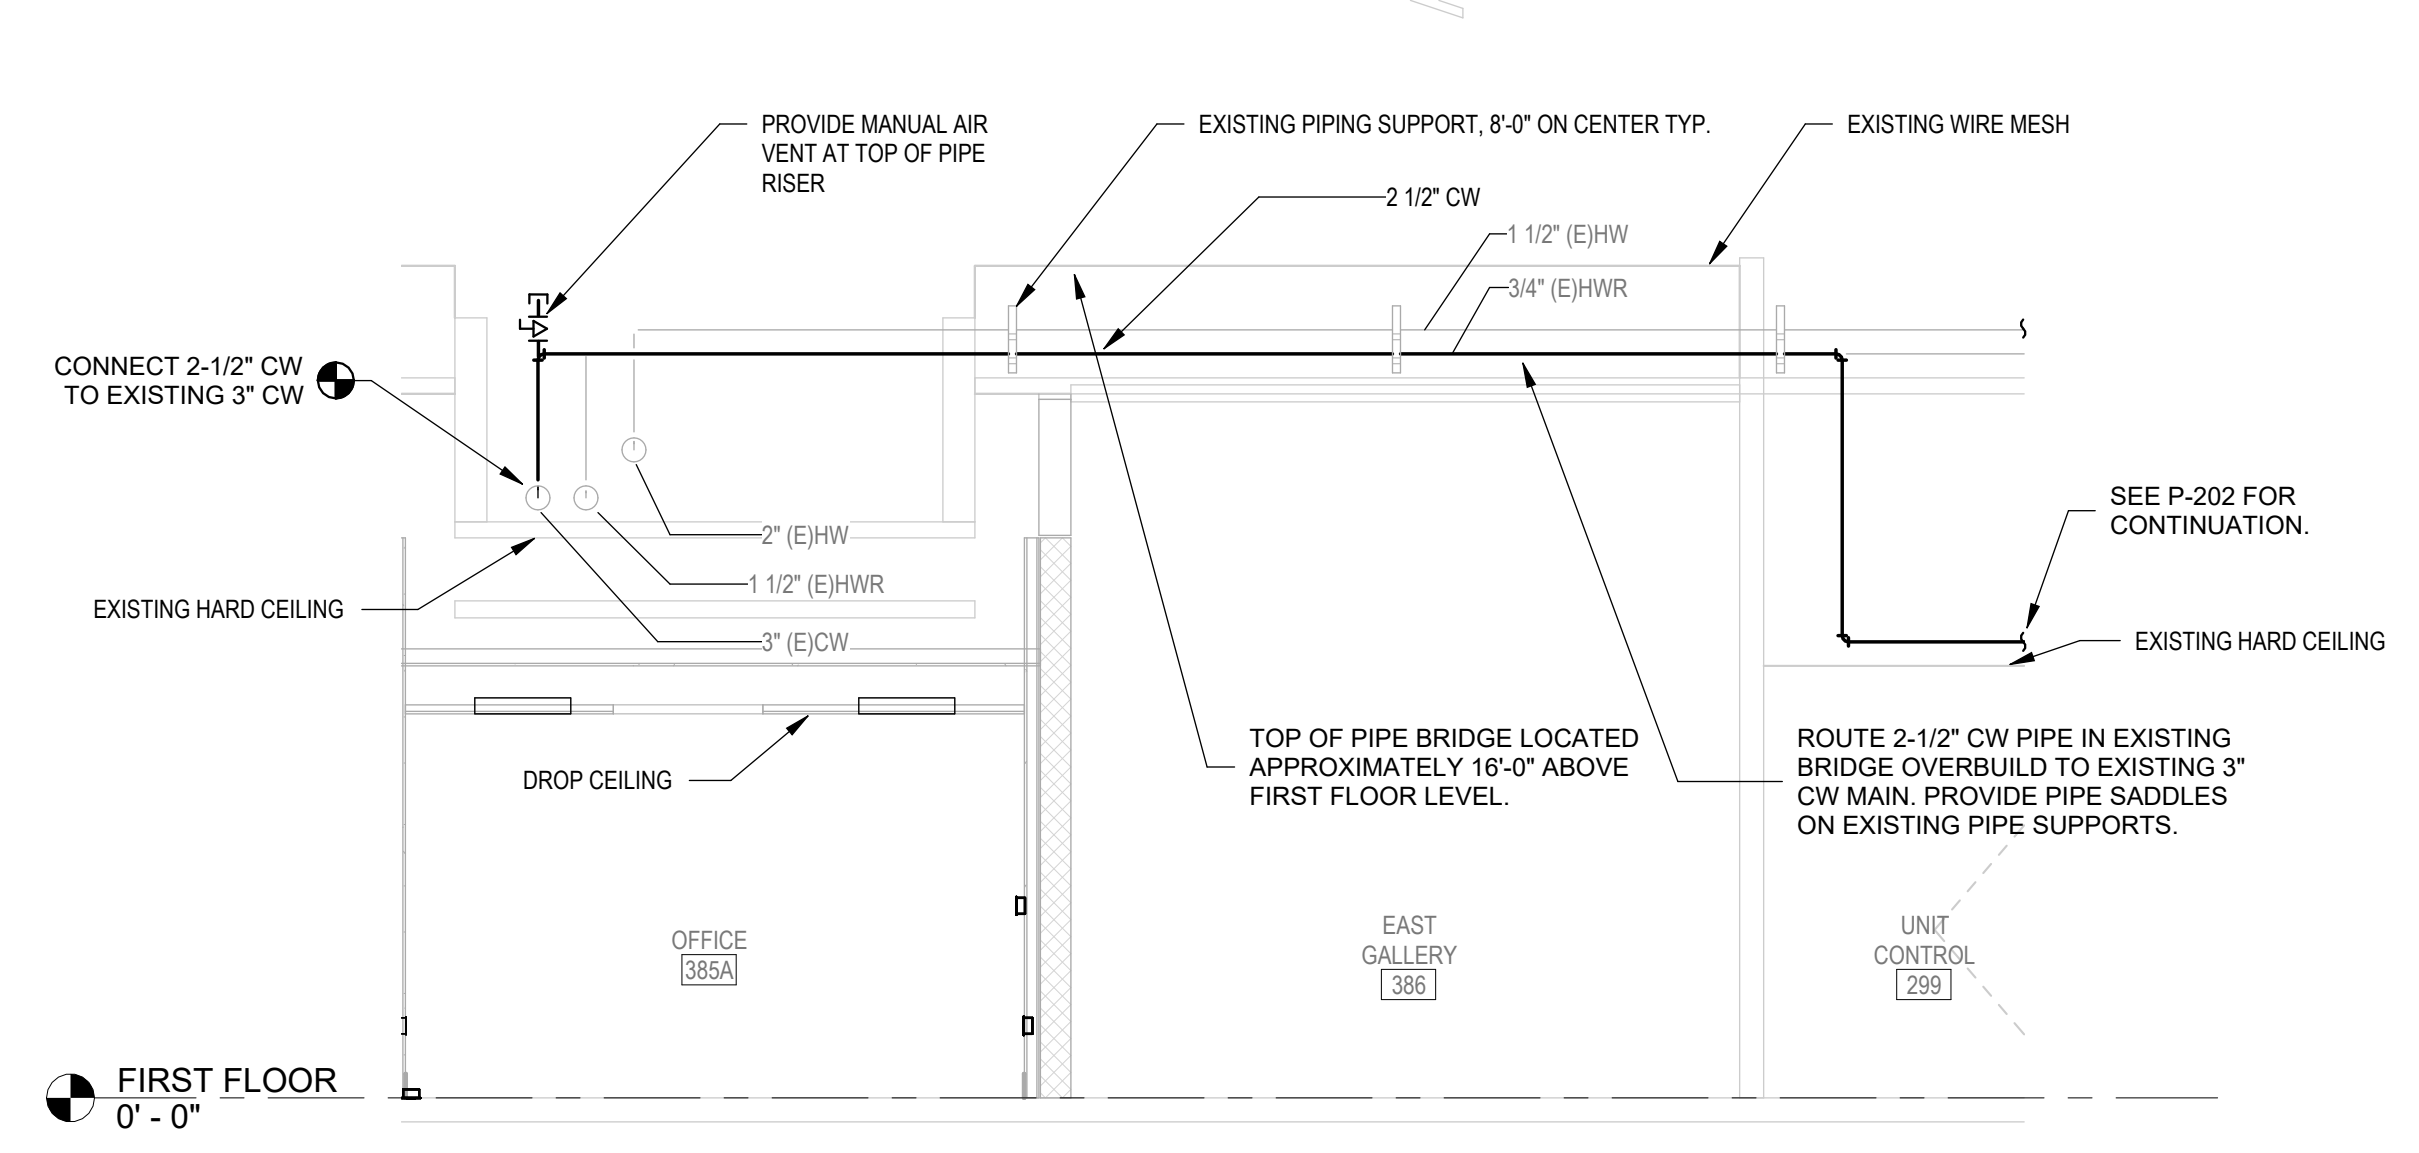 PROVIDE MANUAL AIR
VENT AT TOP OF PIPE
RISER
EXISTING PIPING SUPPORT, 8'-0" ON CENTER TYP.
EXISTING WIRE MESH
2 1/2" CW
1 1/2" (E)HW
3/4" (E)HWR
CONNECT 2-1/2" CW
TO EXISTING 3" CW
SEE P-202 FOR
CONTINUATION.
2" (E)HW
1 1/2" (E)HWR
EXISTING HARD CEILING
3" (E)CW
EXISTING HARD CEILING
DROP CEILING
TOP OF PIPE BRIDGE LOCATED
APPROXIMATELY 16'-0" ABOVE
FIRST FLOOR LEVEL.
ROUTE 2-1/2" CW PIPE IN EXISTING
BRIDGE OVERBUILD TO EXISTING 3"
CW MAIN. PROVIDE PIPE SADDLES
ON EXISTING PIPE SUPPORTS.
OFFICE
385A
EAST
GALLERY
386
UNIT
CONTROL
299
FIRST FLOOR
0' - 0"